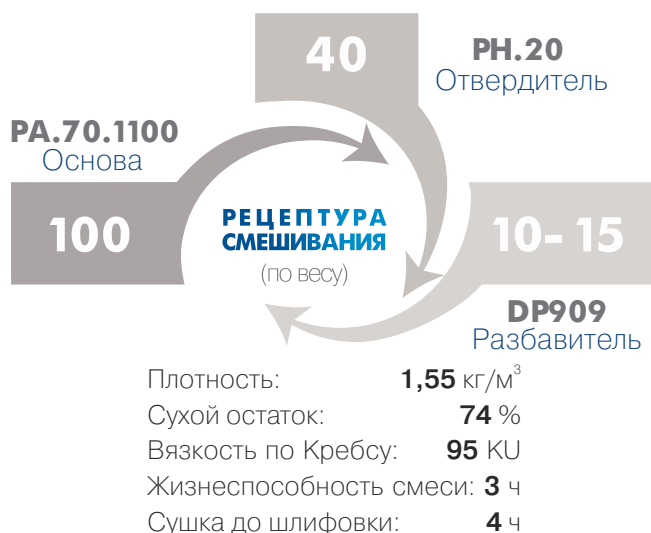 40
PH.20
Отвердитель
PA.70.1100
Основа
100
РЕЦЕПТУРА
СМЕШИВАНИЯ
(по весу)
10- 15
DP909
Разбавитель
Плотность: 1,55 кг/м³
Сухой остаток: 74 %
Вязкость по Кребсу: 95 KU
Жизнеспособность смеси: 3 ч
Сушка до шлифовки: 4 ч